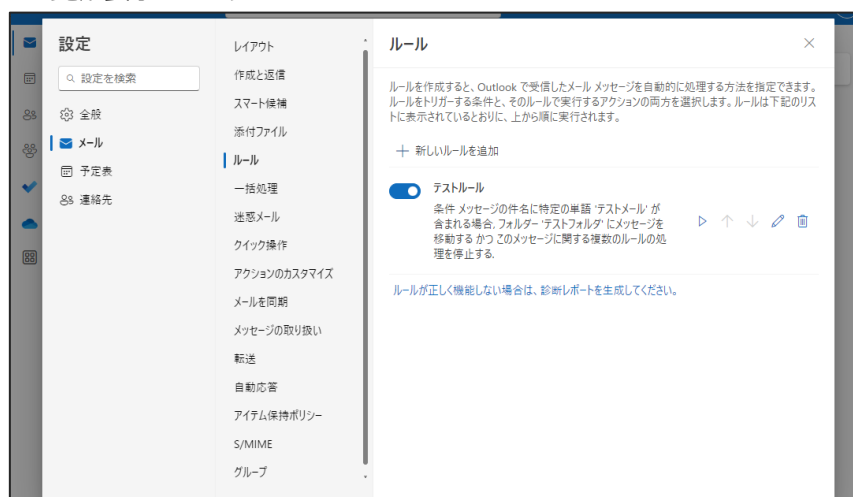 設定
設定を検索
全般
メール
予定表
連絡先
レイアウト
作成と返信
スマート候補
添付ファイル
ルール
一括処理
迷惑メール
クイック操作
アクションのカスタマイズ
メールを同期
メッセージの取り扱い
転送
自動応答
アイテム保持ポリシー
S/MIME
グループ
ルール
ルールを作成すると、Outlook で受信したメール メッセージを自動的に処理する方法を指定できます。
ルールをトリガーする条件と、そのルールで実行するアクションの両方を選択します。ルールは下記のリス
トに表示されているとおりに、上から順に実行されます。
新しいルールを追加
テストルール
条件 メッセージの件名に特定の単語 'テストメール' が
含まれる場合, フォルダー 'テストフォルダ' にメッセージを
移動する かつ このメッセージに関する複数のルールの処
理を停止する.
ルールが正しく機能しない場合は、診断レポートを生成してください。